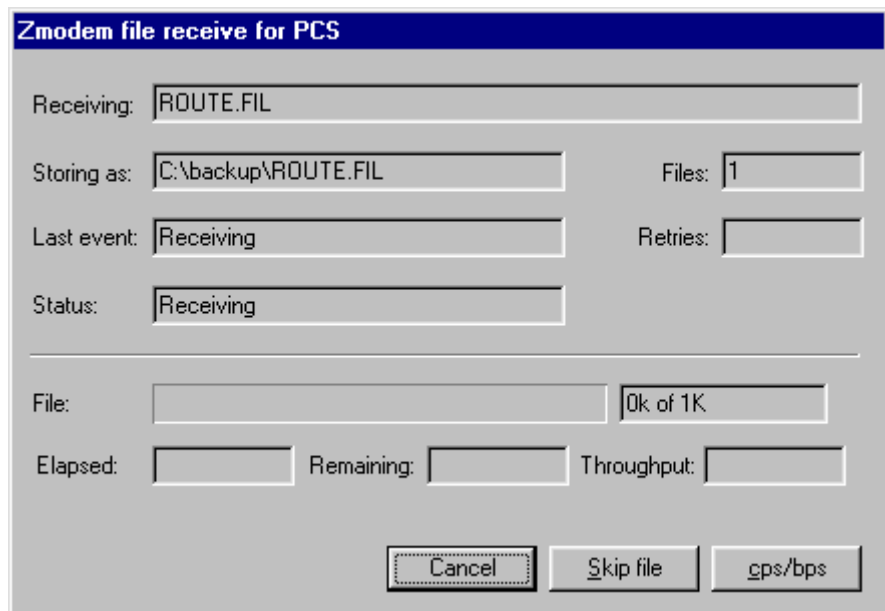 Zmodem file receive for PCS
Receiving: ROUTE.FIL
Storing as: C:\backup\ROUTE.FIL Files: 1
Last event: Receiving Retries:
Status: Receiving
File: 0k of 1K
Elapsed: Remaining: Throughput:
Cancel Skip file cps/bps